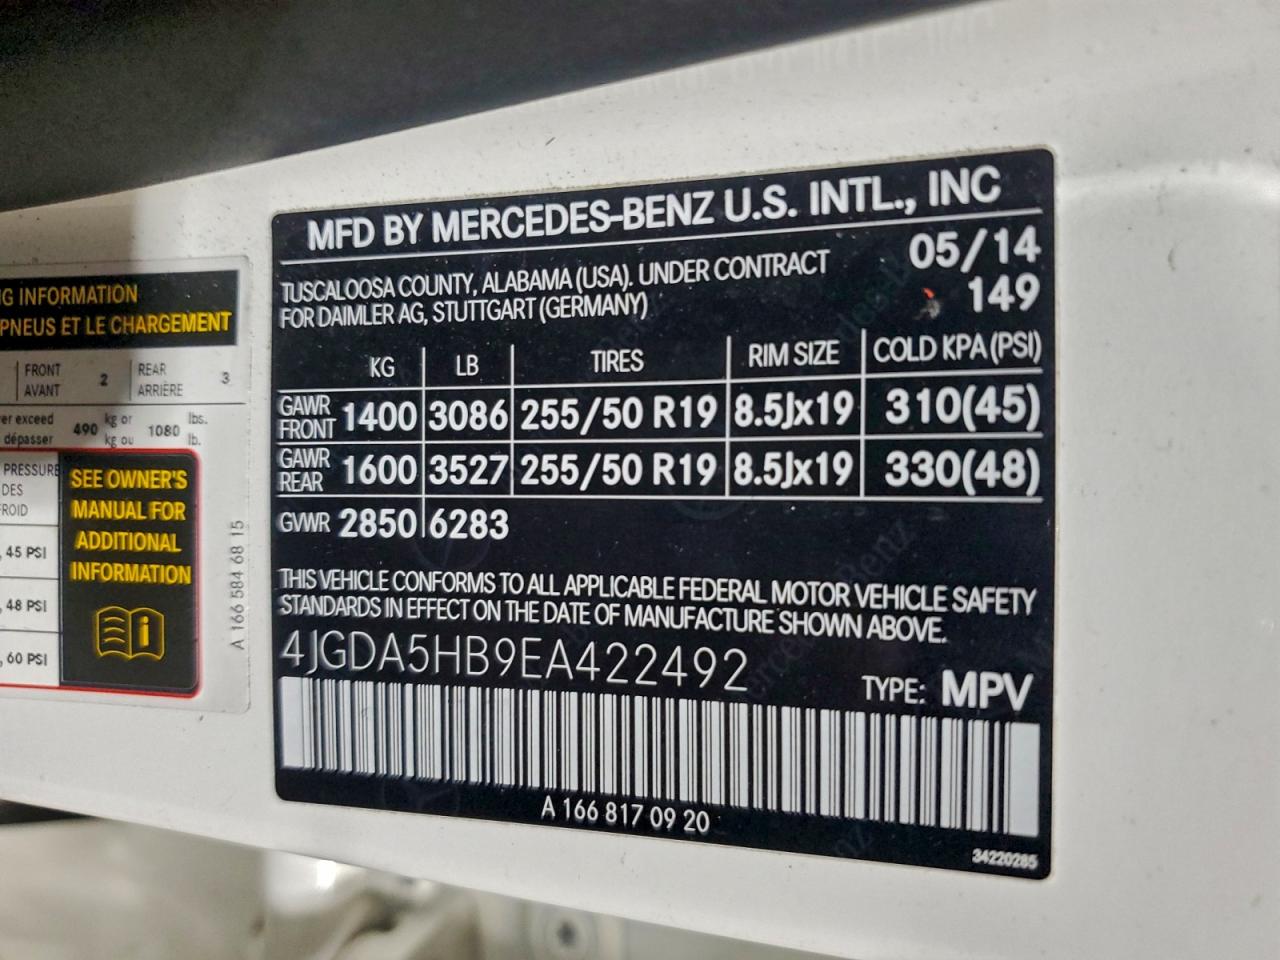 MFD BY MERCEDES-BENZ U.S. INTL., INC
TUSCALOOSA COUNTY, ALABAMA (USA). UNDER CONTRACT
FOR DAIMLER AG, STUTTGART (GERMANY)
05/14
149
KG LB TIRES RIM SIZE COLD KPA (PSI)
GAWR FRONT 1400 3086 255/50 R19 8.5Jx19 310(45)
GAWR REAR 1600 3527 255/50 R19 8.5Jx19 330(48)
GVWR 2850 6283
THIS VEHICLE CONFORMS TO ALL APPLICABLE FEDERAL MOTOR VEHICLE SAFETY
STANDARDS IN EFFECT ON THE DATE OF MANUFACTURE SHOWN ABOVE.
4JGDA5HB9EA422492
TYPE: MPV
A 166 817 09 20
34220285
INFORMATION
PNEUS ET LE CHARGEMENT
FRONT AVANT 2 REAR ARRIÈRE 3
exceed 490 kg or 1080 lbs.
dépasser kg ou lb.
PRESSURE
DES
45 PSI
48 PSI
60 PSI
SEE OWNER'S
MANUAL FOR
ADDITIONAL
INFORMATION
i
A 166 584 68 15